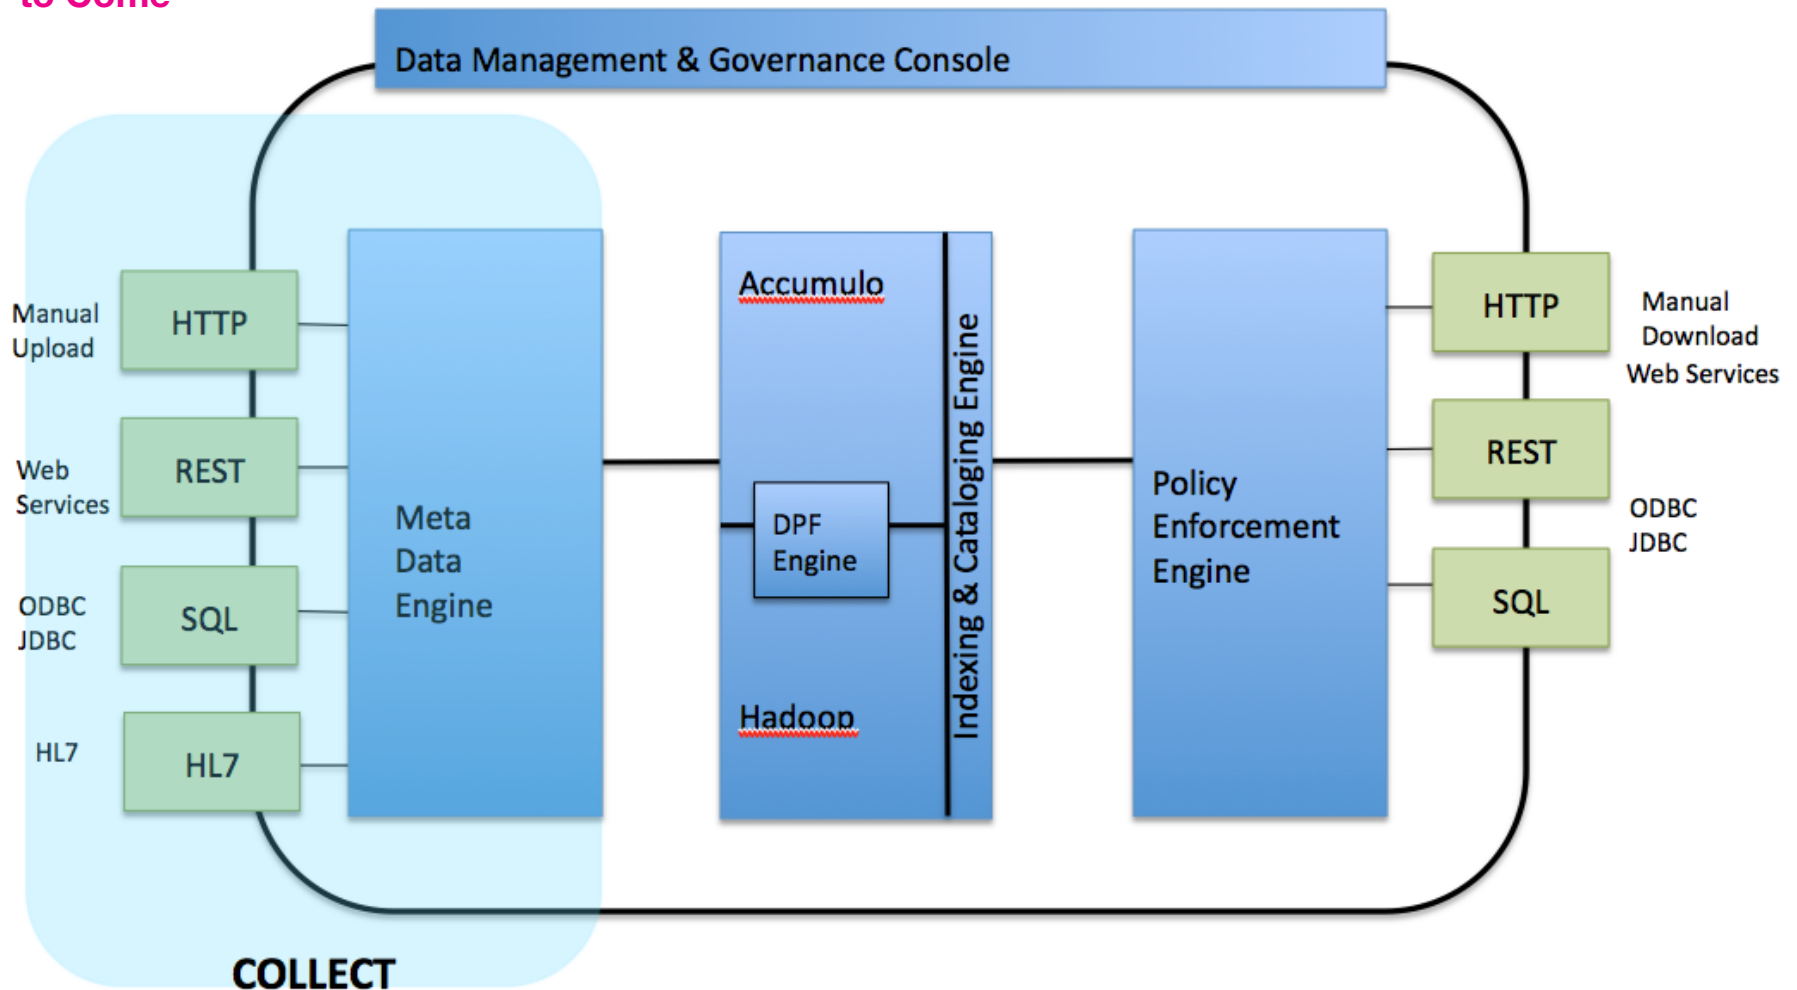 to Come
Data Management & Governance Console
Manual
Upload
HTTP
Web
Services
REST
ODBC
JDBC
SQL
HL7
HL7
Meta
Data
Engine
Accumulo
DPF
Engine
Hadoop
Indexing & Cataloging Engine
Policy
Enforcement
Engine
HTTP
Manual
Download
Web Services
REST
ODBC
JDBC
SQL
COLLECT